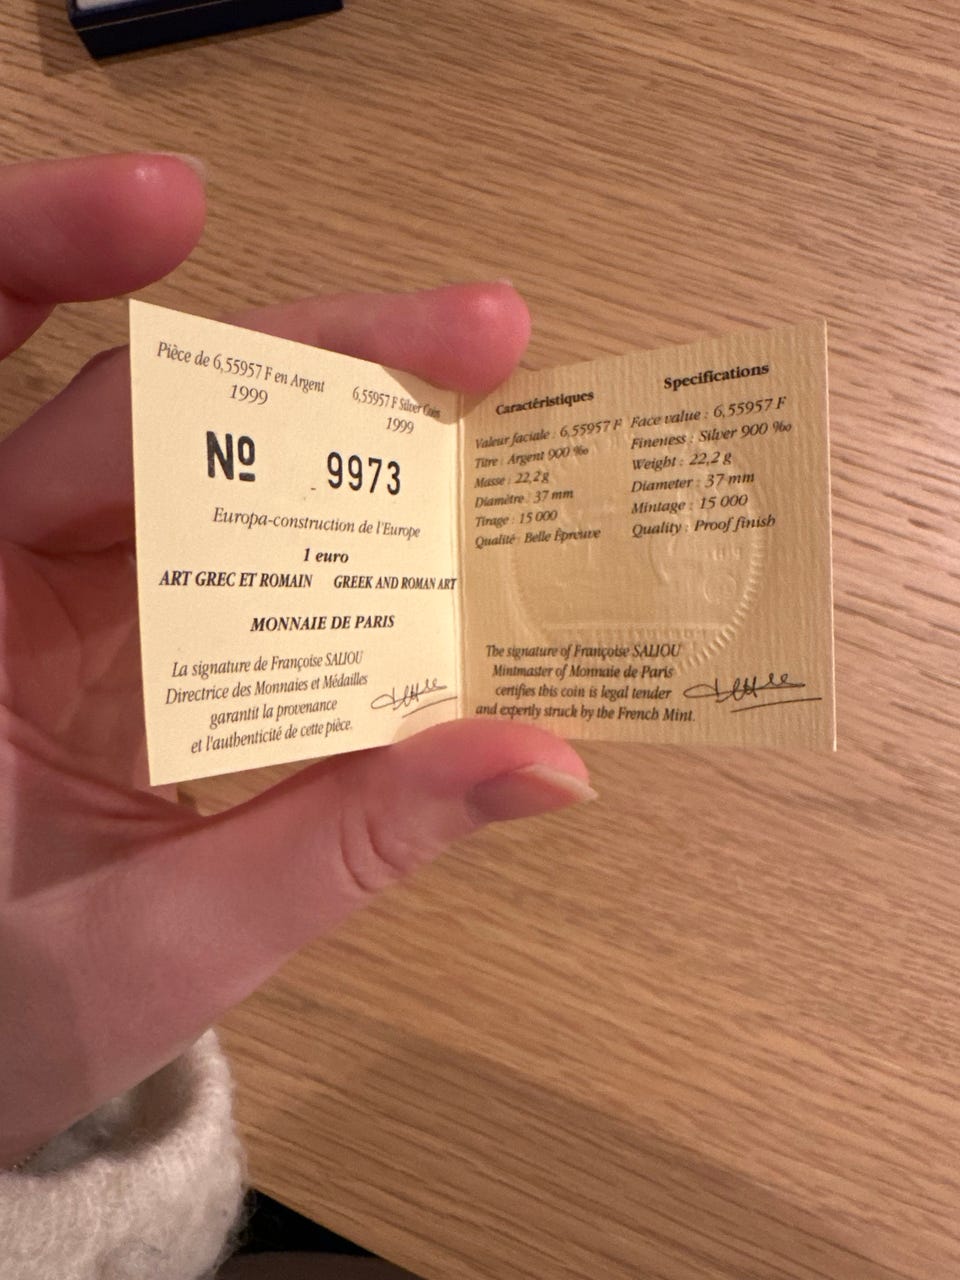 Pièce de 6,55957 F en Argent
1999
6,55957 F Silver Coin
1999
Nº 9973
Europa-construction de l'Europe
1 euro
ART GREC ET ROMAIN GREEK AND ROMAN ART
MONNAIE DE PARIS
La signature de Françoise SALIOU
Directrice des Monnaies et Médailles
garantit la provenance
et l'authenticité de cette pièce.
Caractéristiques
Valeur faciale : 6,55957 F
Titre : Argent 900 ‰
Masse : 22,2 g
Diamètre : 37 mm
Tirage : 15 000
Qualité : Belle Épreuve
Specifications
Face value : 6,55957 F
Fineness : Silver 900 ‰
Weight : 22,2 g
Diameter : 37 mm
Mintage : 15 000
Quality : Proof finish
The signature of Françoise SALIOU
Mintmaster of Monnaie de Paris
certifies this coin is legal tender
and expertly struck by the French Mint.